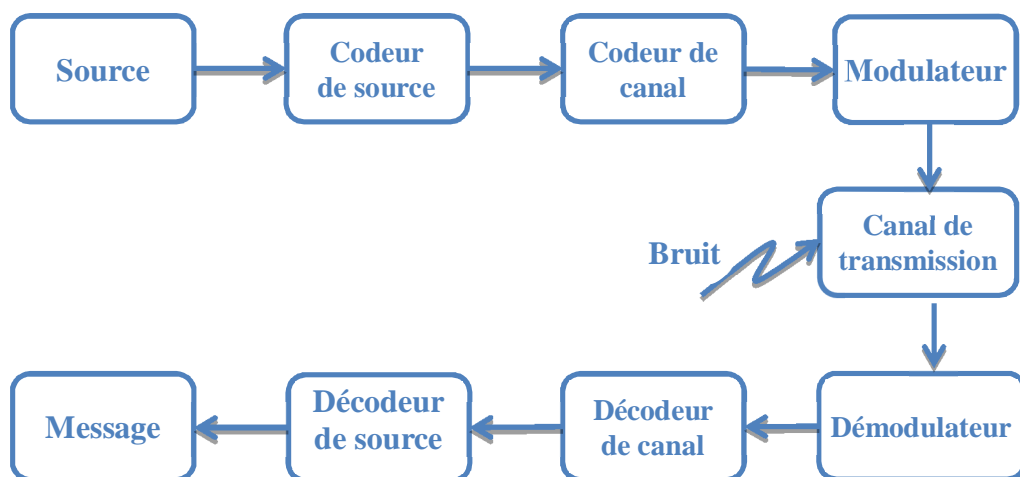 Source
Codeur
de source
Codeur de
canal
Modulateur
Canal de
transmission
Bruit
Message
Décodeur
de source
Décodeur
de canal
Démodulateur